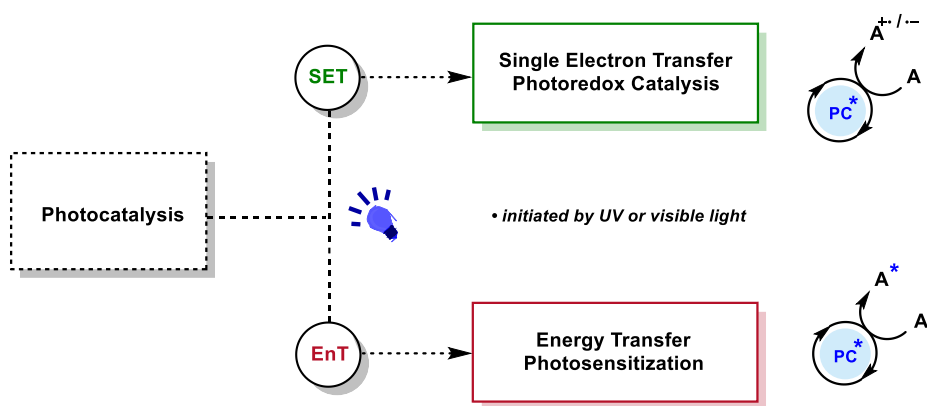 A+• / •−
SET
Single Electron Transfer
Photoredox Catalysis
A
PC*
Photocatalysis
• initiated by UV or visible light
A*
EnT
Energy Transfer
Photosensitization
A
PC*